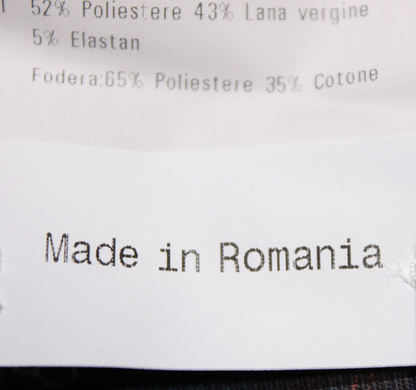 52% Poliestere 43% Lana vergine
5% Elastan
Fodera:65% Poliestere 35% Cotone
Made in Romania